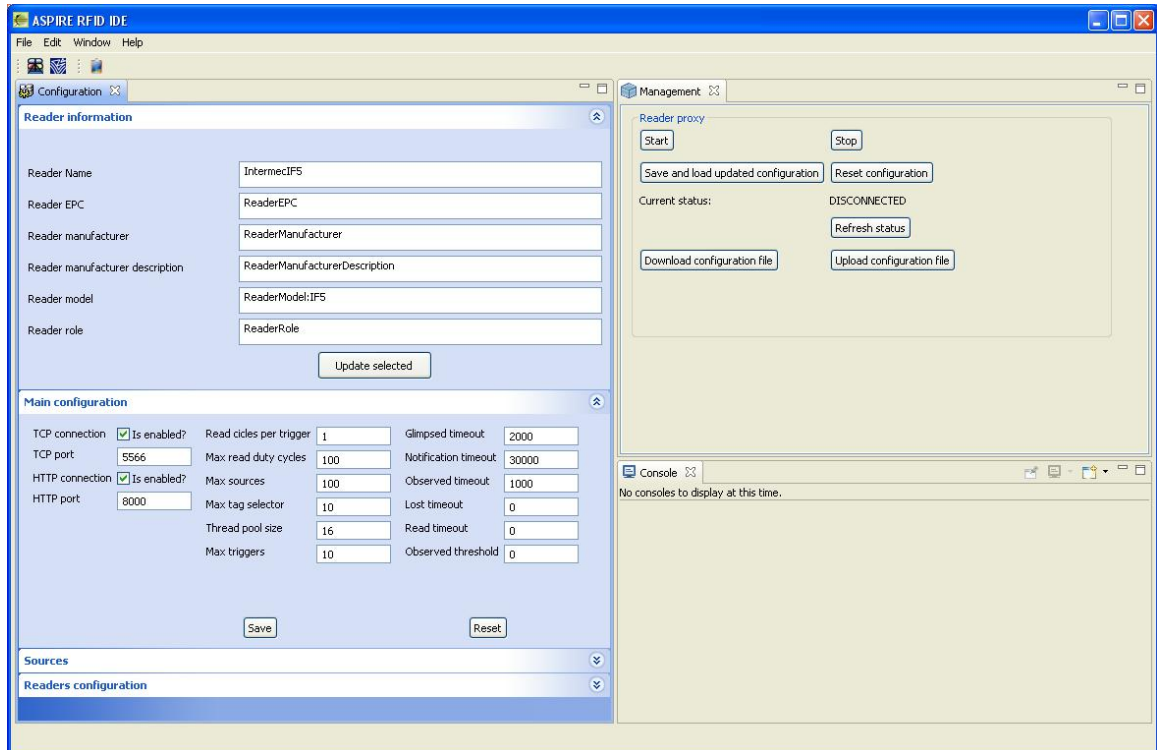 ASPIRE RFID IDE
File Edit Window Help
Configuration
Reader information
Reader Name IntermecIF5
Reader EPC ReaderEPC
Reader manufacturer ReaderManufacturer
Reader manufacturer description ReaderManufacturerDescription
Reader model ReaderModel:IF5
Reader role ReaderRole
Update selected
Main configuration
TCP connection Is enabled? Read cicles per trigger 1 Glimpsed timeout 2000
TCP port 5566 Max read duty cycles 100 Notification timeout 30000
HTTP connection Is enabled? Max sources 100 Observed timeout 1000
HTTP port 8000 Max tag selector 10 Lost timeout 0
Thread pool size 16 Read timeout 0
Max triggers 10 Observed threshold 0
Save Reset
Sources
Readers configuration
Management
Reader proxy
Start Stop
Save and load updated configuration Reset configuration
Current status: DISCONNECTED
Refresh status
Download configuration file Upload configuration file
Console
No consoles to display at this time.